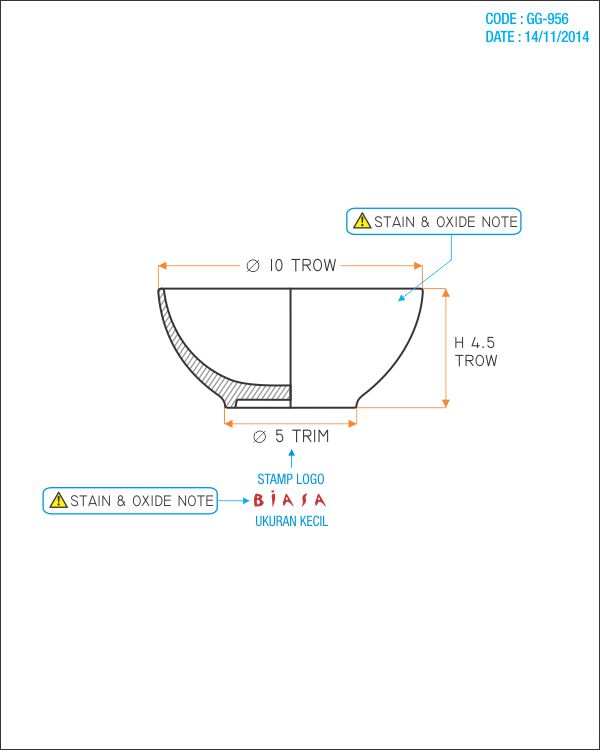 CODE : GG-956
DATE : 14/11/2014
STAIN & OXIDE NOTE
Ø 10 TROW
H 4.5
TROW
Ø 5 TRIM
STAMP LOGO
STAIN & OXIDE NOTE
BIASA
UKURAN KECIL